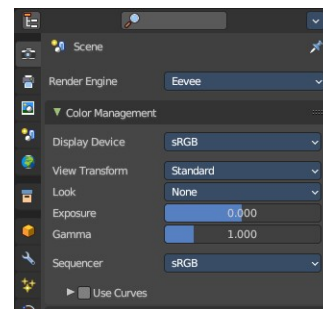 Scene
Render Engine Eevee
Color Management
Display Device sRGB
View Transform Standard
Look None
Exposure 0.000
Gamma 1.000
Sequencer sRGB
Use Curves